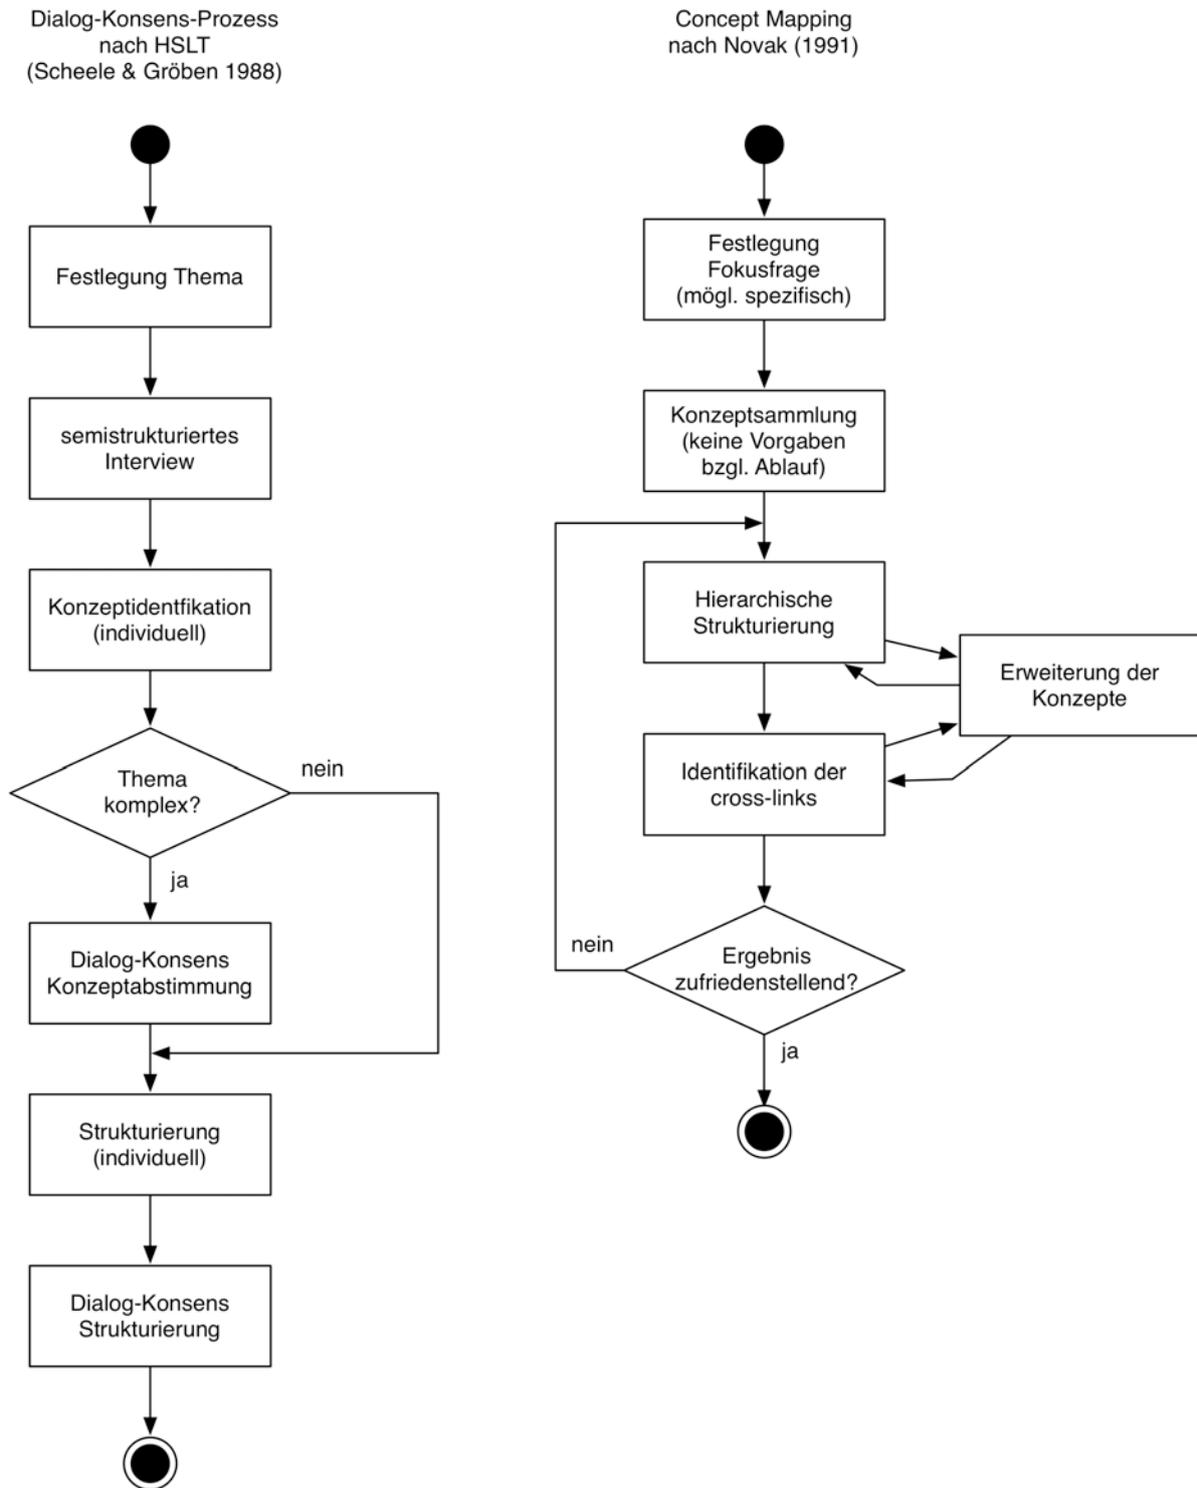 Dialog-Konsens-Prozess
nach HSLT
(Scheele & Gröben 1988)
Festlegung Thema
semistrukturiertes
Interview
Konzeptidentfikation
(individuell)
Thema
komplex?
nein
ja
Dialog-Konsens
Konzeptabstimmung
Strukturierung
(individuell)
Dialog-Konsens
Strukturierung
Concept Mapping
nach Novak (1991)
Festlegung
Fokusfrage
(mögl. spezifisch)
Konzeptsammlung
(keine Vorgaben
bzgl. Ablauf)
Hierarchische
Strukturierung
Erweiterung der
Konzepte
Identifikation der
cross-links
nein
Ergebnis
zufriedenstellend?
ja